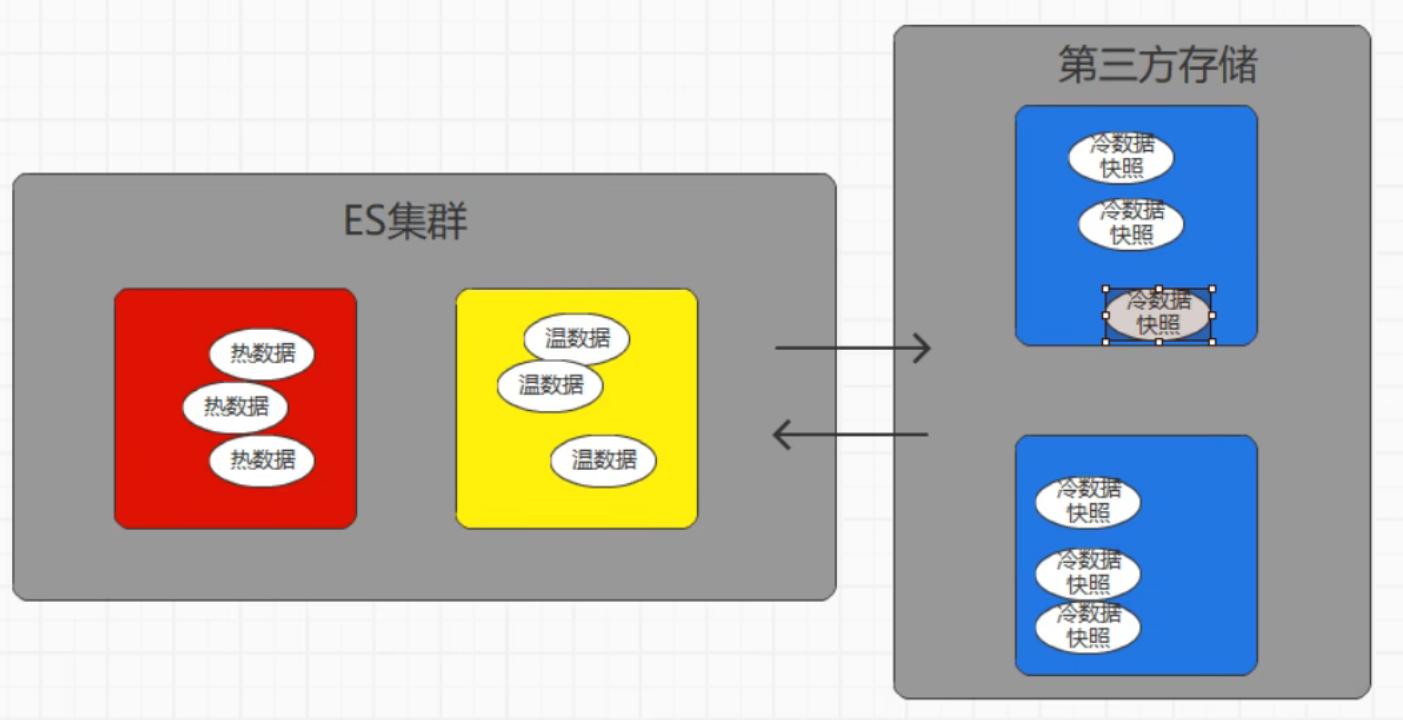 ES集群
热数据
热数据
热数据
温数据
温数据
温数据
第三方存储
冷数据
快照
冷数据
快照
冷数据
快照
冷数据
快照
冷数据
快照
冷数据
快照